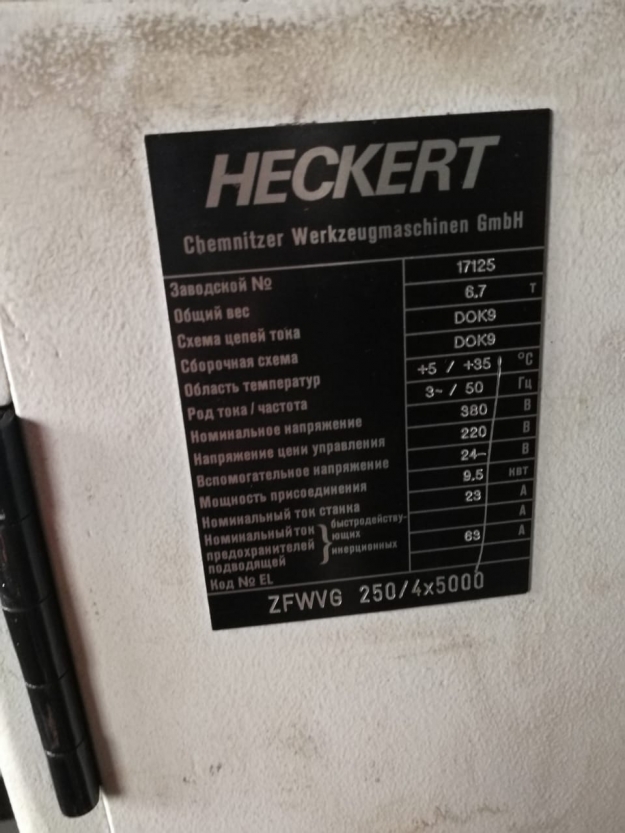 HECKERT
Chemnitzer Werkzeugmaschinen GmbH
Заводской № 17125
Общий вес 6.7 т
Схема цепей тока DOK9
Сборочная схема DOK9
Область температур +5 / +35 °C
Род тока / частота 3~ / 50 Гц
Номинальное напряжение 380 В
Напряжение цепи управления 220 В
Вспомогательное напряжение 24- В
Мощность присоединения 9.5 квт
Номинальный ток станка 23 А
Номинальный ток } быстродейству- А
предохранителей ющих
подводящей инерционных 63 А
Код № EL
ZFWVG 250/4x5000